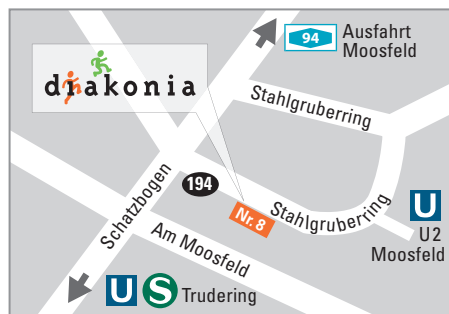 94
Ausfahrt
Moosfeld
diakonia
Stahlgruberring
Schatzbogen
194
Nr. 8
Stahlgruberring
U
U2
Moosfeld
Am Moosfeld
U S Trudering